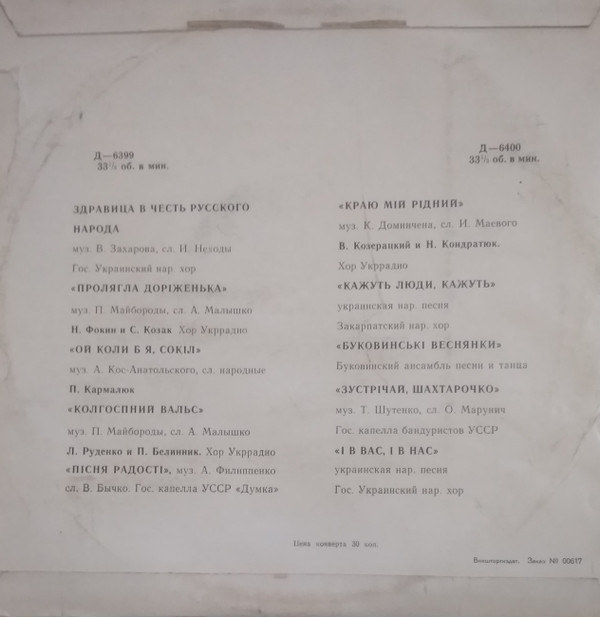 Д—6399
33⅓ об. в мин.
ЗДРАВИЦА В ЧЕСТЬ РУССКОГО
НАРОДА
муз. В. Захарова, сл. И. Неходы
Гос. Украинский нар. хор
«ПРОЛЯГЛА ДОРІЖЕНЬКА»
муз. П. Майбороды, сл. А. Малышко
Н. Фокин и С. Козак Хор Укррадио
«ОЙ КОЛИ Б Я, СОКІЛ»
муз. А. Кос-Анатольского, сл. народные
П. Кармалюк
«КОЛГОСПНИЙ ВАЛЬС»
муз. П. Майбороды, сл. А. Малышко
Л. Руденко и П. Белинник. Хор Укррадио
«ПІСНЯ РАДОСТІ», муз. А. Филиппенко
сл. В. Бычко. Гос. капелла УССР «Думка»
Д—6400
33⅓ об. в мин.
«КРАЮ МІЙ РІДНИЙ»
муз. К. Доминчена, сл. И. Маевого
В. Козерацкий и Н. Кондратюк.
Хор Укррадио
«КАЖУТЬ ЛЮДИ, КАЖУТЬ»
украинская нар. песня
Закарпатский нар. хор
«БУКОВИНСЬКІ ВЕСНЯНКИ»
Буковинский ансамбль песни и танца
«ЗУСТРІЧАЙ, ШАХТАРОЧКО»
муз. Т. Шутенко, сл. О. Марунич
Гос. капелла бандуристов УССР
«І В ВАС, І В НАС»
украинская нар. песня
Гос. Украинский нар. хор
Цена конверта 30 коп.
Внешторгиздат. Заказ № 00617